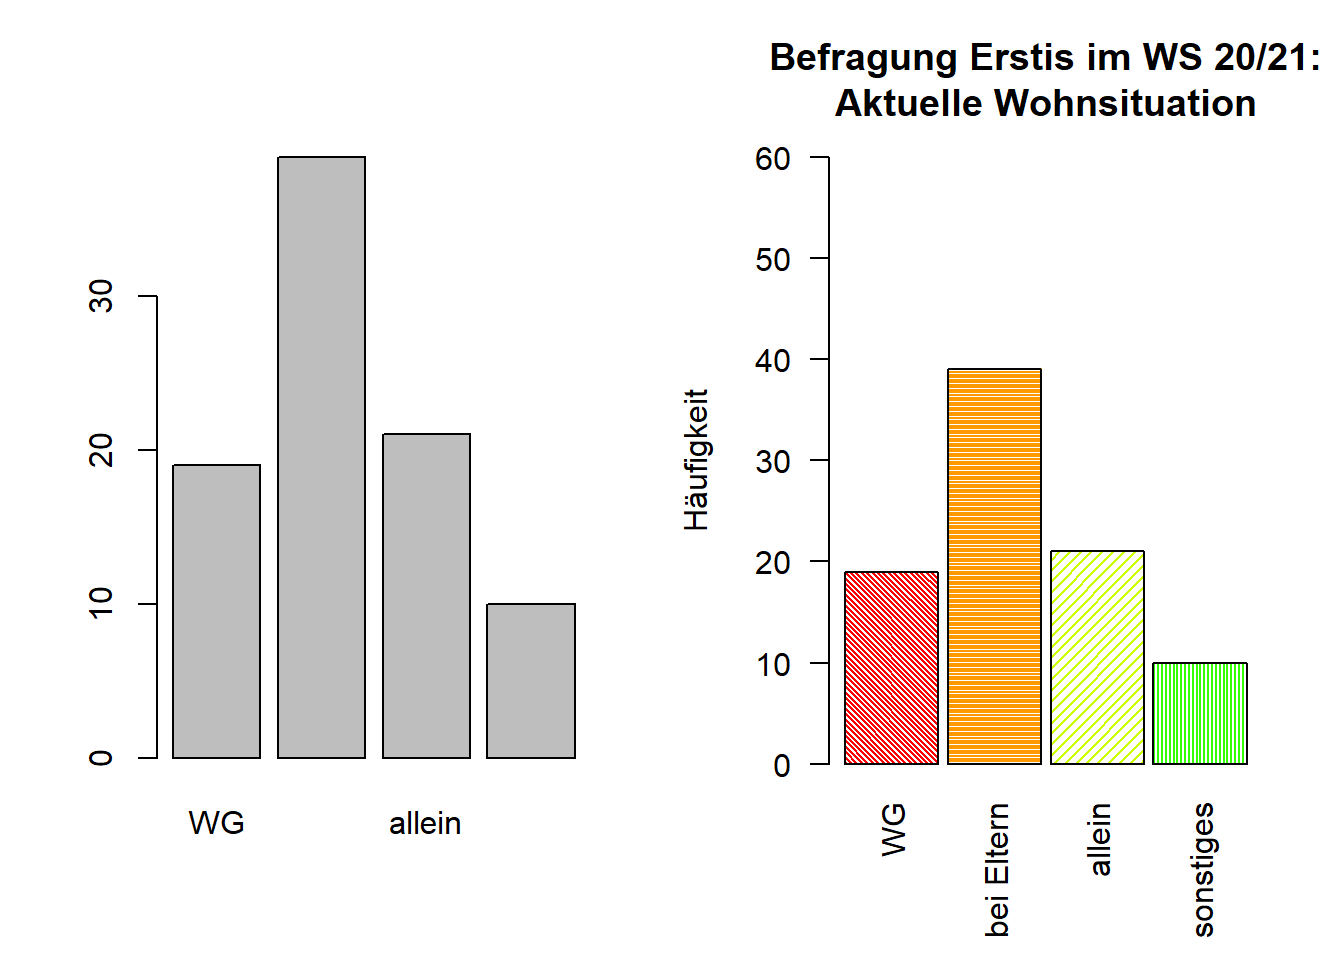 30
20
10
0
WG
allein
Befragung Erstis im WS 20/21:
Aktuelle Wohnsituation
Häufigkeit
60
50
40
30
20
10
0
WG
bei Eltern
allein
sonstiges